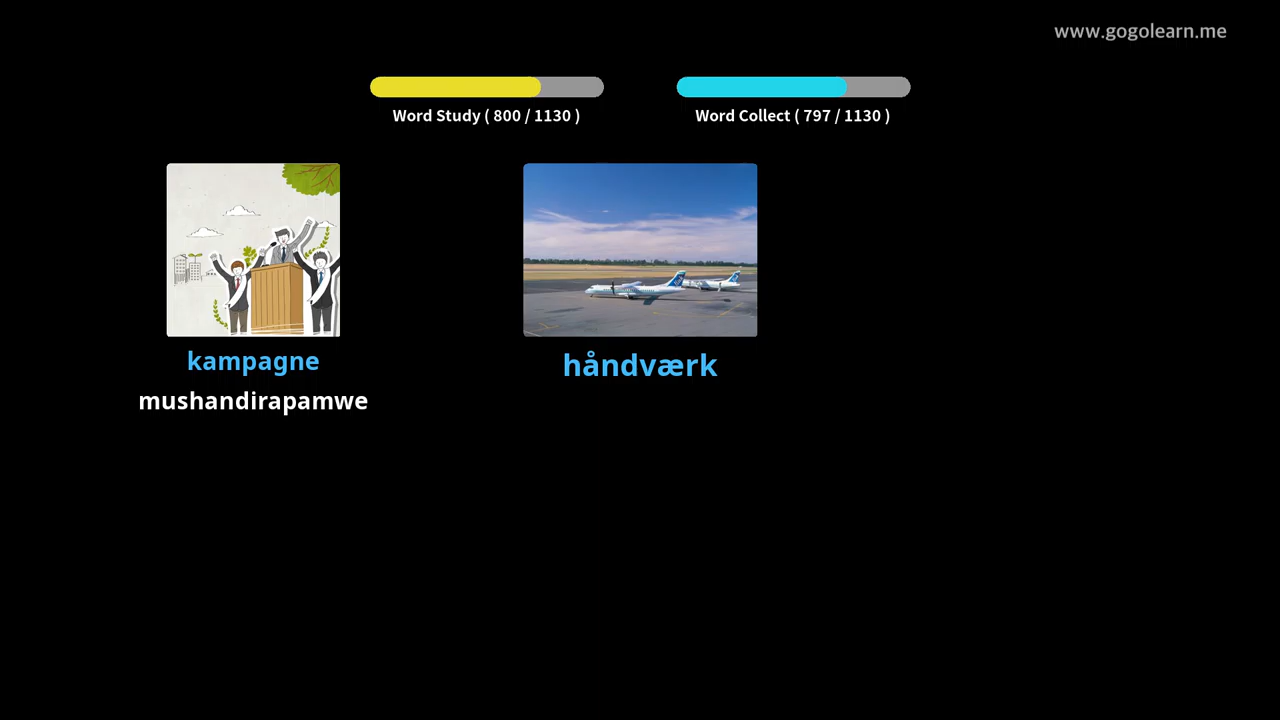 www.gogolearn.me
Word Study ( 800 / 1130 )
Word Collect ( 797 / 1130 )
kampagne
mushandirapamwe
håndværk